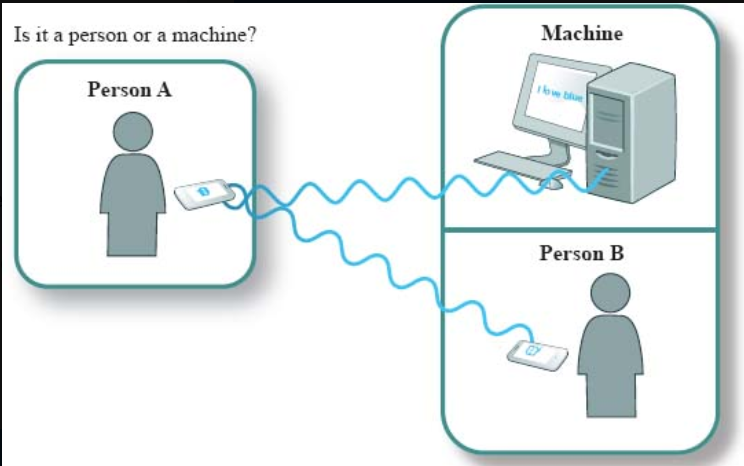 Is it a person or a machine?
Machine
Person A
I love blue
Person B